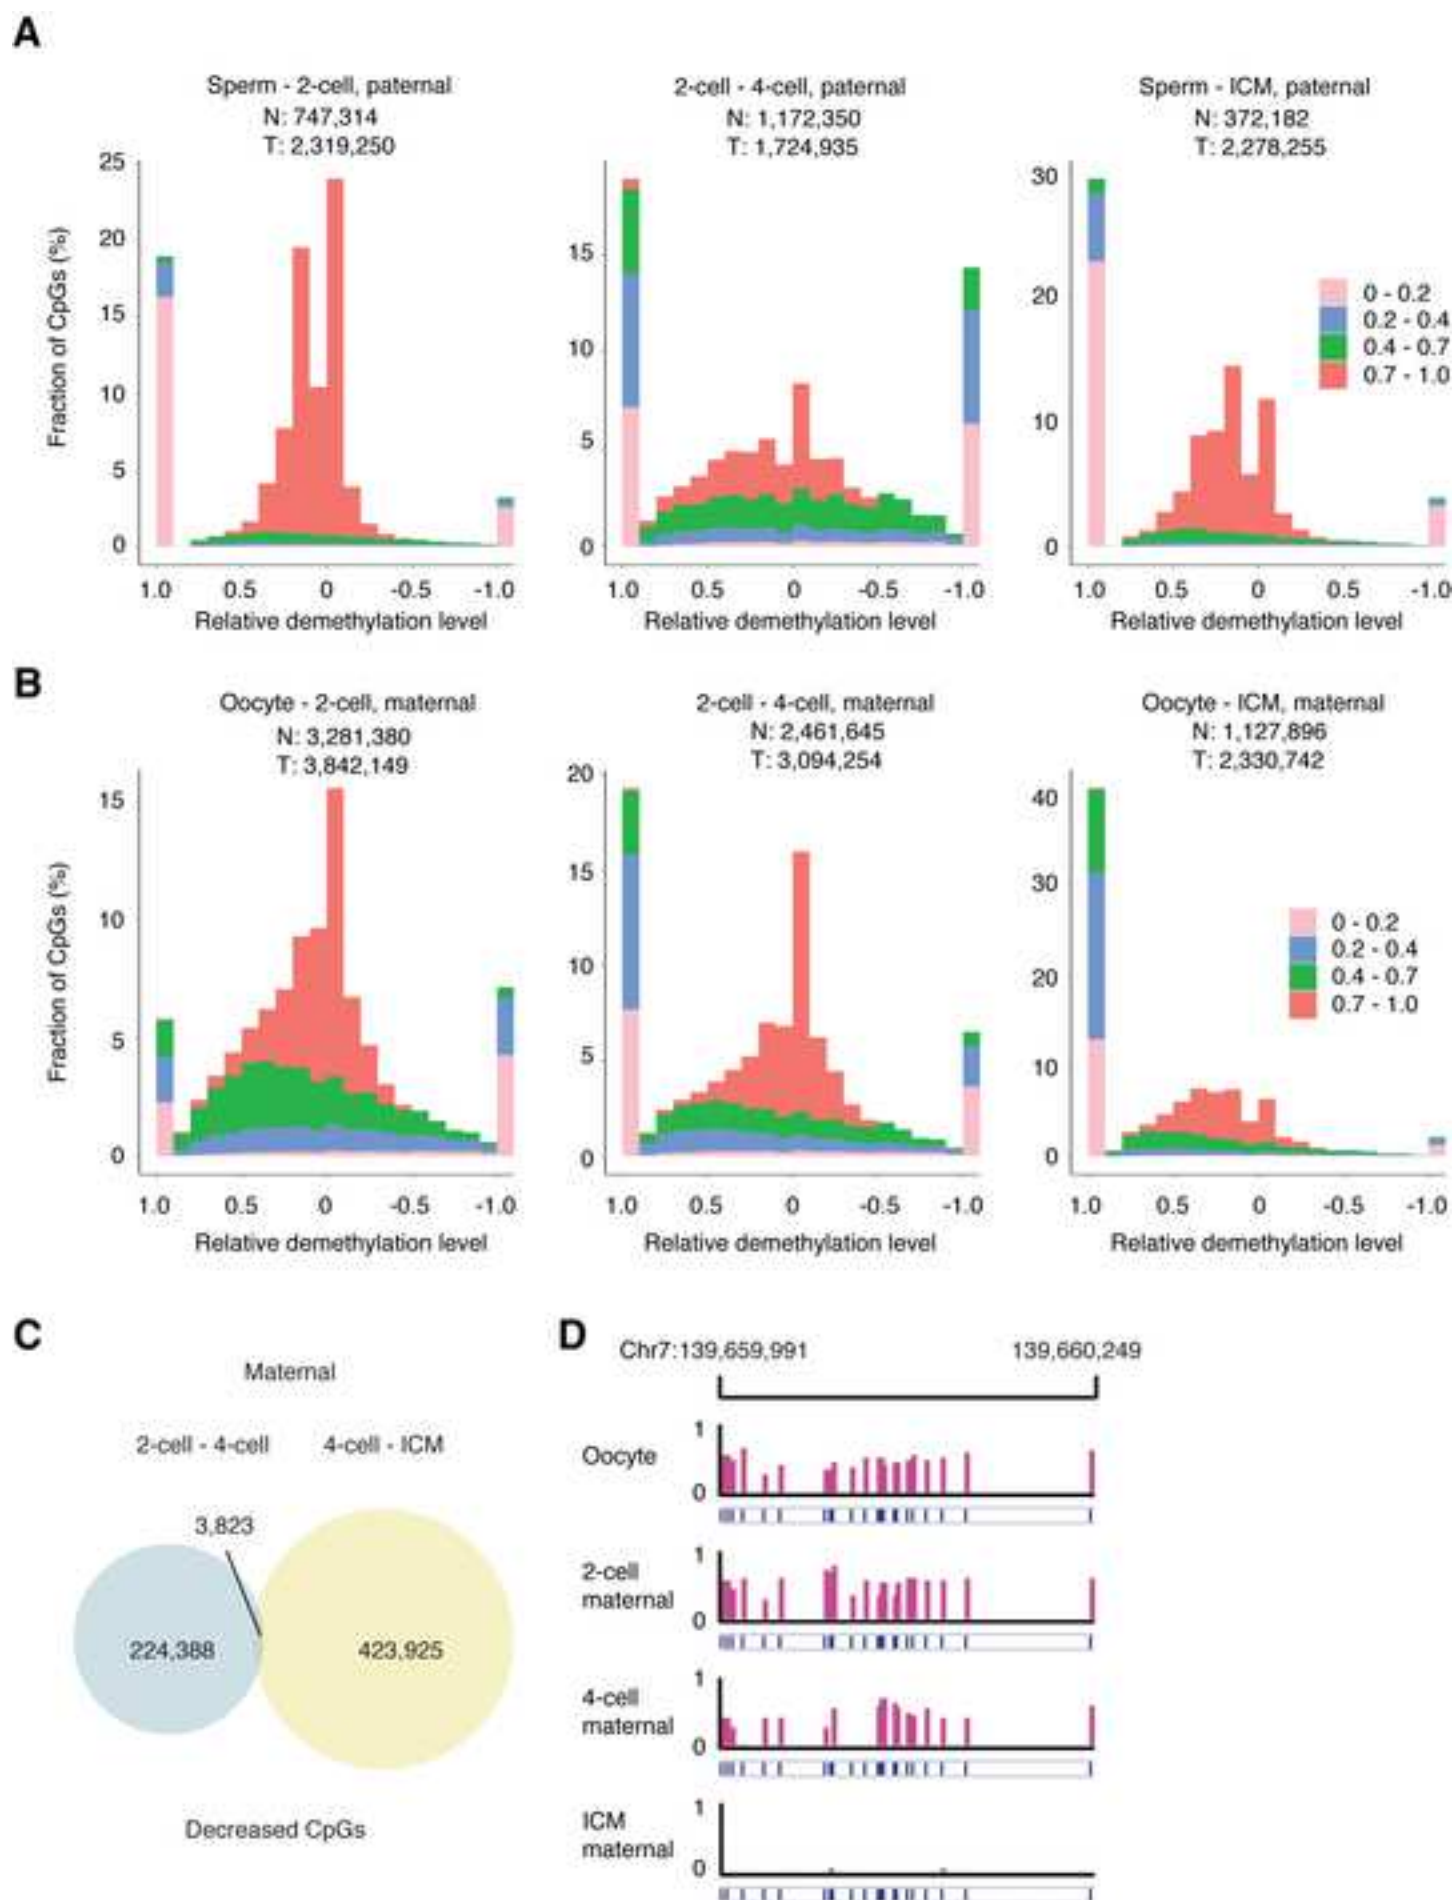 A
Sperm - 2-cell, paternal
N: 747,314
T: 2,319,250
2-cell - 4-cell, paternal
N: 1,172,350
T: 1,724,935
Sperm - ICM, paternal
N: 372,182
T: 2,278,255
Fraction of CpGs (%)
25
20
15
10
5
0
1.0 0.5 0 -0.5 -1.0
Relative demethylation level
15
10
5
0
1.0 0.5 0 -0.5 -1.0
Relative demethylation level
30
20
10
0
1.0 0.5 0 -0.5 -1.0
Relative demethylation level
0 - 0.2
0.2 - 0.4
0.4 - 0.7
0.7 - 1.0
B
Oocyte - 2-cell, maternal
N: 3,281,380
T: 3,842,149
2-cell - 4-cell, maternal
N: 2,461,645
T: 3,094,254
Oocyte - ICM, maternal
N: 1,127,896
T: 2,330,742
Fraction of CpGs (%)
15
10
5
0
1.0 0.5 0 -0.5 -1.0
Relative demethylation level
20
15
10
5
0
1.0 0.5 0 -0.5 -1.0
Relative demethylation level
40
30
20
10
0
1.0 0.5 0 -0.5 -1.0
Relative demethylation level
0 - 0.2
0.2 - 0.4
0.4 - 0.7
0.7 - 1.0
C
Maternal
2-cell - 4-cell 4-cell - ICM
3,823
224,388 423,925
Decreased CpGs
D
Chr7:139,659,991 139,660,249
Oocyte
1
0
2-cell
maternal
1
0
4-cell
maternal
1
0
ICM
maternal
1
0